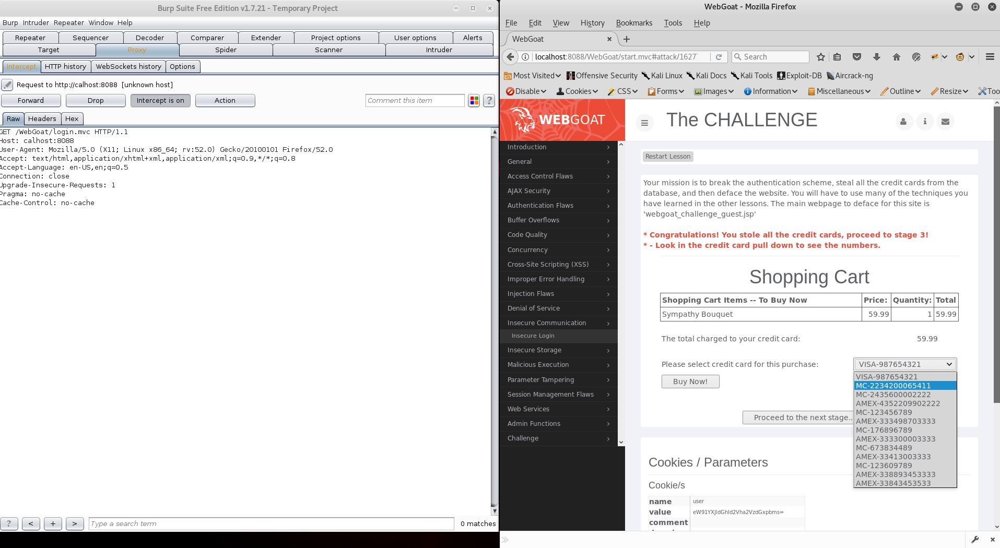 Burp Suite Free Edition v1.7.21 - Temporary Project
Burp Intruder Repeater Window Help
Repeater Sequencer Decoder Comparer Extender Project options User options Alerts
Target Proxy Spider Scanner Intruder
Intercept HTTP history WebSockets history Options
Request to http://calhost:8088 [unknown host]
Forward Drop Intercept is on Action Comment this item ?
Raw Headers Hex
GET /WebGoat/login.mvc HTTP/1.1
Host: calhost:8088
User-Agent: Mozilla/5.0 (X11; Linux x86_64; rv:52.0) Gecko/20100101 Firefox/52.0
Accept: text/html,application/xhtml+xml,application/xml;q=0.9,*/*;q=0.8
Accept-Language: en-US,en;q=0.5
Connection: close
Upgrade-Insecure-Requests: 1
Pragma: no-cache
Cache-Control: no-cache
? < + > Type a search term 0 matches
WebGoat - Mozilla Firefox
File Edit View History Bookmarks Tools Help
WebGoat
localhost:8088/WebGoat/start.mvc#attack/1627 Search
Most Visited Offensive Security Kali Linux Kali Docs Kali Tools Exploit-DB Aircrack-ng
Disable Cookies CSS Forms Images Information Miscellaneous Outline Resize Too
WEBGOAT
The CHALLENGE
Introduction
General
Access Control Flaws
AJAX Security
Authentication Flaws
Buffer Overflows
Code Quality
Concurrency
Cross-Site Scripting (XSS)
Improper Error Handling
Injection Flaws
Denial of Service
Insecure Communication
Insecure Login
Insecure Storage
Malicious Execution
Parameter Tampering
Session Management Flaws
Web Services
Admin Functions
Challenge
Restart Lesson
Your mission is to break the authentication scheme, steal all the credit cards from the
database, and then deface the website. You will have to use many of the techniques you
have learned in the other lessons. The main webpage to deface for this site is
'webgoat_challenge_guest.jsp'
* Congratulations! You stole all the credit cards, proceed to stage 3!
* - Look in the credit card pull down to see the numbers.
Shopping Cart
Shopping Cart Items -- To Buy Now Price: Quantity: Total
Sympathy Bouquet 59.99 1 59.99
The total charged to your credit card: 59.99
Please select credit card for this purchase: VISA-987654321
Buy Now!
VISA-987654321
MC-2234200065411
MC-2435600002222
AMEX-4352209902222
MC-123456789
AMEX-333498703333
MC-176896789
AMEX-333300003333
MC-673834489
AMEX-33413003333
MC-123609789
AMEX-338893453333
AMEX-33843453533
Proceed to the next stage..
Cookies / Parameters
Cookie/s
name user
value
comment